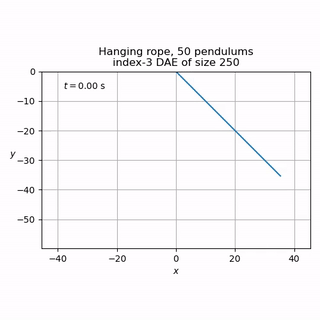 Hanging rope, 50 pendulums
index-3 DAE of size 250
t = 0.00 s
0
−10
−20
−30
−40
−50
y
−40 −20 0 20 40
x